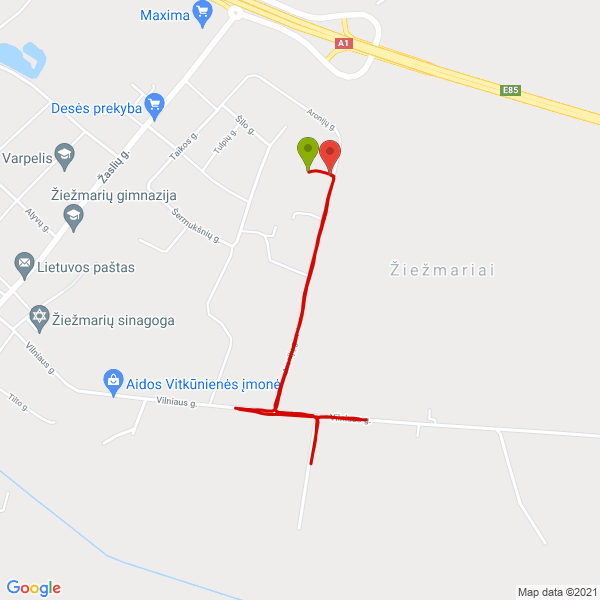 Maxima
A1
E85
Desės prekyba
Aronijų g.
Šilo g.
Tulpių g.
Taikos g.
Žaslių g.
Varpelis
Žiežmarių gimnazija
Alyvų g.
Šermukšnių g.
Lietuvos paštas
Žiežmariai
Žiežmarių sinagoga
Vilniaus g.
Aidos Vitkūnienės įmonė
Tilto g.
Vilniaus g.
Vilniaus g.
Google
Map data ©2021